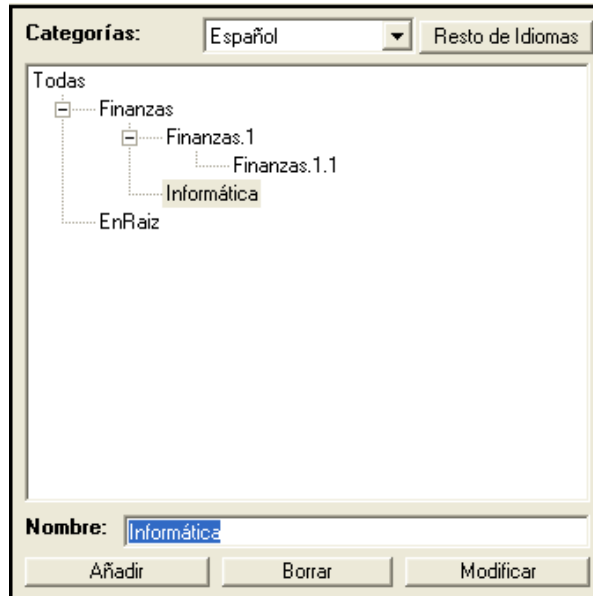 Categorías: Español Resto de Idiomas
Todas
Finanzas
Finanzas.1
Finanzas.1.1
Informática
EnRaiz
Nombre: Informática
Añadir Borrar Modificar